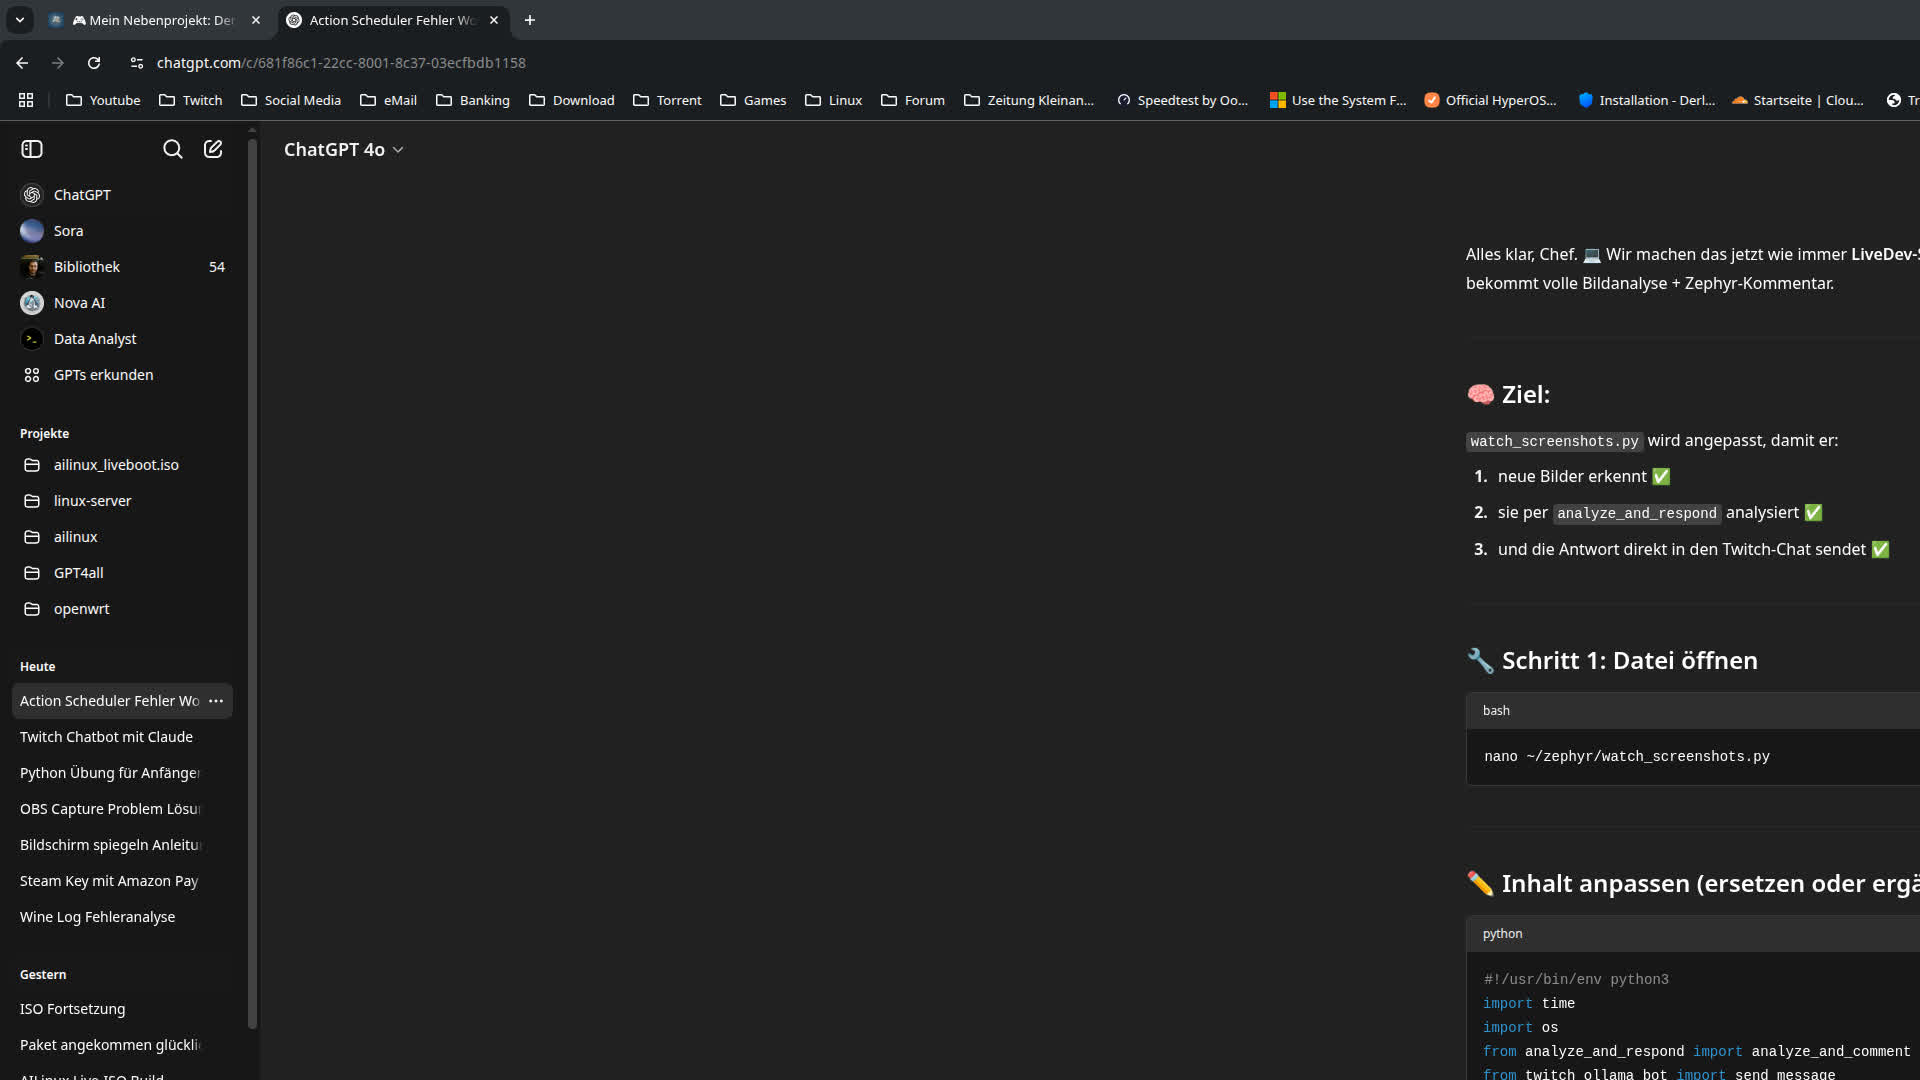 🎮 Mein Nebenprojekt: Der
Action Scheduler Fehler Wo
chatgpt.com/c/681f86c1-22cc-8001-8c37-03ecfbdb1158
Youtube
Twitch
Social Media
eMail
Banking
Download
Torrent
Games
Linux
Forum
Zeitung Kleinan...
Speedtest by Oo...
Use the System F...
Official HyperOS...
Installation - Derl...
Startseite | Clou...
Tr
ChatGPT 4o
ChatGPT
Sora
Bibliothek 54
Nova AI
Data Analyst
GPTs erkunden
Projekte
ailinux_liveboot.iso
linux-server
ailinux
GPT4all
openwrt
Heute
Action Scheduler Fehler Wo
Twitch Chatbot mit Claude
Python Übung für Anfänger
OBS Capture Problem Lösu
Bildschirm spiegeln Anleitu
Steam Key mit Amazon Pay
Wine Log Fehleranalyse
Gestern
ISO Fortsetzung
Paket angekommen glückli
AILinux Live ISO Build
Alles klar, Chef. 💻 Wir machen das jetzt wie immer LiveDev-S
bekommt volle Bildanalyse + Zephyr-Kommentar.
🧠 Ziel:
watch_screenshots.py wird angepasst, damit er:
1. neue Bilder erkennt ✅
2. sie per analyze_and_respond analysiert ✅
3. und die Antwort direkt in den Twitch-Chat sendet ✅
🔧 Schritt 1: Datei öffnen
bash
nano ~/zephyr/watch_screenshots.py
✏️ Inhalt anpassen (ersetzen oder ergä
python
#!/usr/bin/env python3
import time
import os
from analyze_and_respond import analyze_and_comment
from twitch_ollama_bot import send_message